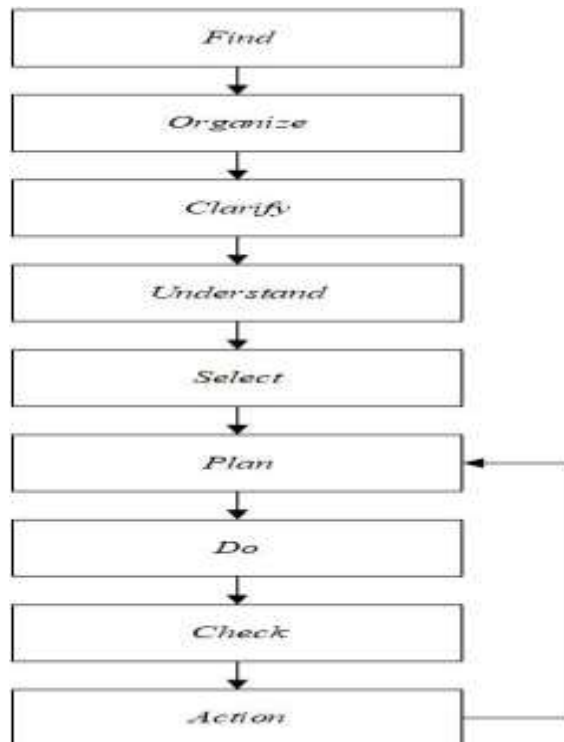 Find
Organize
Clarify
Understand
Select
Plan
Do
Check
Action